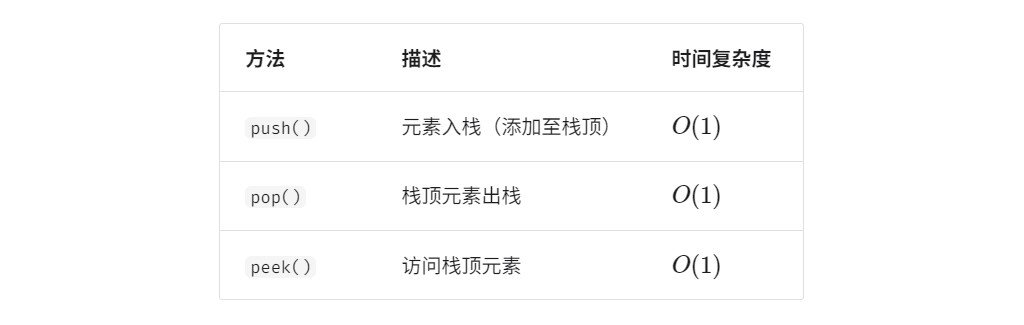 方法 描述 时间复杂度
push() 元素入栈（添加至栈顶） O(1)
pop() 栈顶元素出栈 O(1)
peek() 访问栈顶元素 O(1)